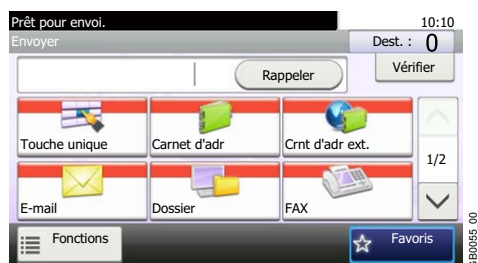 Prêt pour envoi. 10:10
Envoyer Dest. : 0
Rappeler Vérifier
Touche unique Carnet d'adr Crnt d'adr ext.
1/2
E-mail Dossier FAX
Fonctions Favoris